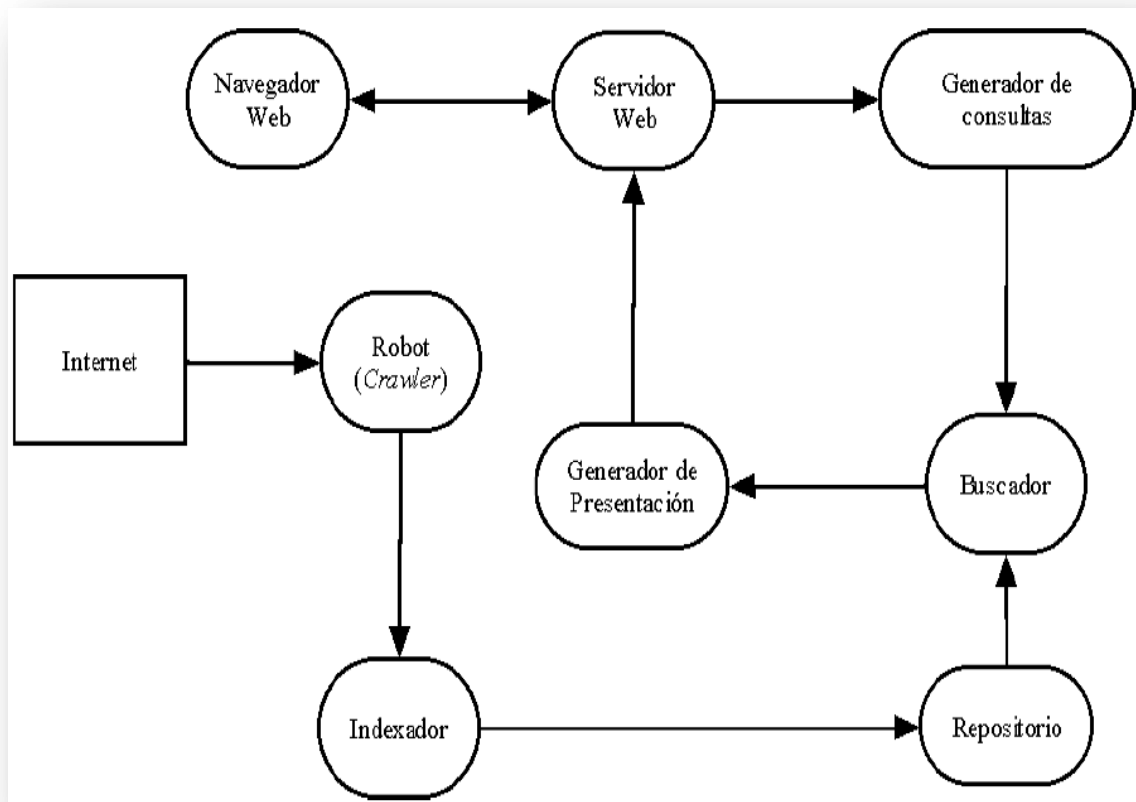 Navegador
Web
Servidor
Web
Generador de
consultas
Internet
Robot
(Crawler)
Generador de
Presentación
Buscador
Indexador
Repositorio